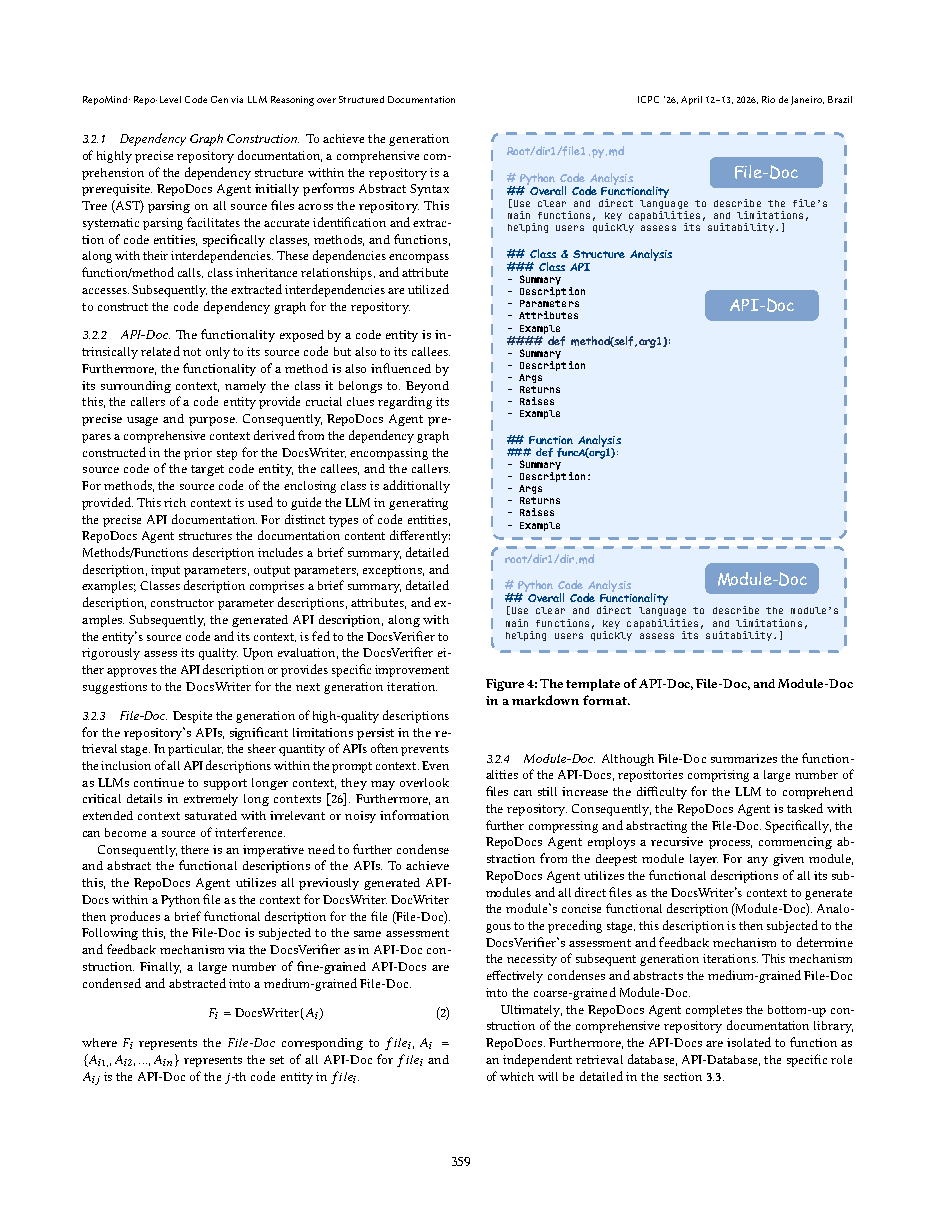 RepoMind: Repo-Level Code Gen via LLM Reasoning over Structured Documentation
ICPC '26, April 12–13, 2026, Rio de Janeiro, Brazil
3.2.1 Dependency Graph Construction. To achieve the generation
of highly precise repository documentation, a comprehensive com-
prehension of the dependency structure within the repository is a
prerequisite. RepoDocs Agent initially performs Abstract Syntax
Tree (AST) parsing on all source files across the repository. This
systematic parsing facilitates the accurate identification and extrac-
tion of code entities, specifically classes, methods, and functions,
along with their interdependencies. These dependencies encompass
function/method calls, class inheritance relationships, and attribute
accesses. Subsequently, the extracted interdependencies are utilized
to construct the code dependency graph for the repository.
3.2.2 API-Doc. The functionality exposed by a code entity is in-
trinsically related not only to its source code but also to its callees.
Furthermore, the functionality of a method is also influenced by
its surrounding context, namely the class it belongs to. Beyond
this, the callers of a code entity provide crucial clues regarding its
precise usage and purpose. Consequently, RepoDocs Agent pre-
pares a comprehensive context derived from the dependency graph
constructed in the prior step for the DocsWriter, encompassing the
source code of the target code entity, the callees, and the callers.
For methods, the source code of the enclosing class is additionally
provided. This rich context is used to guide the LLM in generating
the precise API documentation. For distinct types of code entities,
RepoDocs Agent structures the documentation content differently:
Methods/Functions description includes a brief summary, detailed
description, input parameters, output parameters, exceptions, and
examples; Classes description comprises a brief summary, detailed
description, constructor parameter descriptions, attributes, and ex-
amples. Subsequently, the generated API description, along with
the entity's source code and its context, is fed to the DocsVerifier to
rigorously assess its quality. Upon evaluation, the DocsVerifier ei-
ther approves the API description or provides specific improvement
suggestions to the DocsWriter for the next generation iteration.
3.2.3 File-Doc. Despite the generation of high-quality descriptions
for the repository's APIs, significant limitations persist in the re-
trieval stage. In particular, the sheer quantity of APIs often prevents
the inclusion of all API descriptions within the prompt context. Even
as LLMs continue to support longer context, they may overlook
critical details in extremely long contexts [26]. Furthermore, an
extended context saturated with irrelevant or noisy information
can become a source of interference.
Consequently, there is an imperative need to further condense
and abstract the functional descriptions of the APIs. To achieve
this, the RepoDocs Agent utilizes all previously generated API-
Docs within a Python file as the context for DocsWriter. DocWriter
then produces a brief functional description for the file (File-Doc).
Following this, the File-Doc is subjected to the same assessment
and feedback mechanism via the DocsVerifier as in API-Doc con-
struction. Finally, a large number of fine-grained API-Docs are
condensed and abstracted into a medium-grained File-Doc.
F_i = DocsWriter(A_i) (2)
where F_i represents the File-Doc corresponding to file_i, A_i =
{A_i1,, A_i2, ..., A_in} represents the set of all API-Doc for file_i and
A_ij is the API-Doc of the j-th code entity in file_i.
Root/dir1/file1.py.md
File-Doc
# Python Code Analysis
## Overall Code Functionality
[Use clear and direct language to describe the file's
main functions, key capabilities, and limitations,
helping users quickly assess its suitability.]
## Class & Structure Analysis
### Class API
- Summary
- Description
- Parameters
API-Doc
- Attributes
- Example
#### def method(self,arg1):
- Summary
- Description
- Args
- Returns
- Raises
- Example
## Function Analysis
### def funcA(arg1):
- Summary
- Description:
- Args
- Returns
- Raises
- Example
root/dir1/dir.md
Module-Doc
# Python Code Analysis
## Overall Code Functionality
[Use clear and direct language to describe the module's
main functions, key capabilities, and limitations,
helping users quickly assess its suitability.]
Figure 4: The template of API-Doc, File-Doc, and Module-Doc
in a markdown format.
3.2.4 Module-Doc. Although File-Doc summarizes the function-
alities of the API-Docs, repositories comprising a large number of
files can still increase the difficulty for the LLM to comprehend
the repository. Consequently, the RepoDocs Agent is tasked with
further compressing and abstracting the File-Doc. Specifically, the
RepoDocs Agent employs a recursive process, commencing ab-
straction from the deepest module layer. For any given module,
RepoDocs Agent utilizes the functional descriptions of all its sub-
modules and all direct files as the DocsWriter's context to generate
the module's concise functional description (Module-Doc). Analo-
gous to the preceding stage, this description is then subjected to the
DocsVerifier's assessment and feedback mechanism to determine
the necessity of subsequent generation iterations. This mechanism
effectively condenses and abstracts the medium-grained File-Doc
into the coarse-grained Module-Doc.
Ultimately, the RepoDocs Agent completes the bottom-up con-
struction of the comprehensive repository documentation library,
RepoDocs. Furthermore, the API-Docs are isolated to function as
an independent retrieval database, API-Database, the specific role
of which will be detailed in the section 3.3.
359